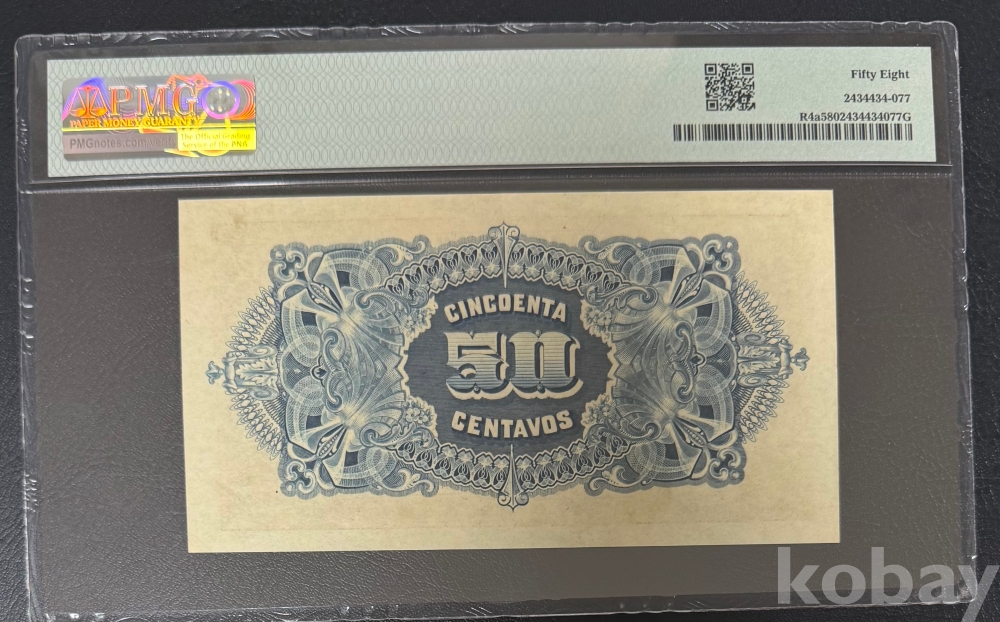 PMG
PAPER MONEY GUARANTY
PMGnotes.com/
The Official Grading
Service of the PNA
Fifty Eight
2434434-077
R4a5802434434077G
CINCOENTA
50
CENTAVOS
kobay